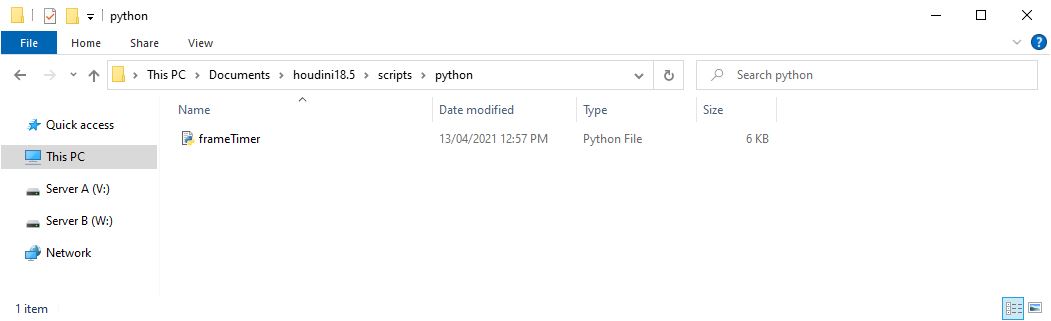 python
File Home Share View
This PC Documents houdini18.5 scripts python Search python
Name Date modified Type Size
Quick access
frameTimer 13/04/2021 12:57 PM Python File 6 KB
This PC
Server A (V:)
Server B (W:)
Network
1 item